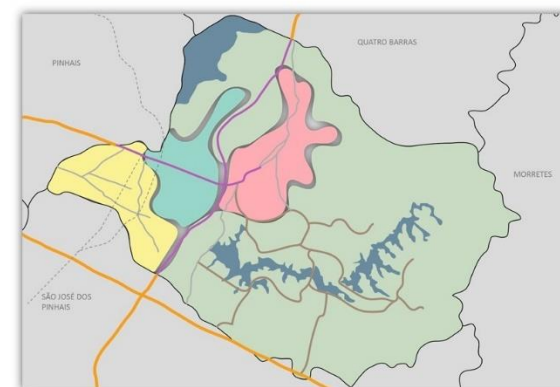 QUATRO BARRAS
PINHAIS
MORRETES
SÃO JOSÉ DOS
PINHAIS